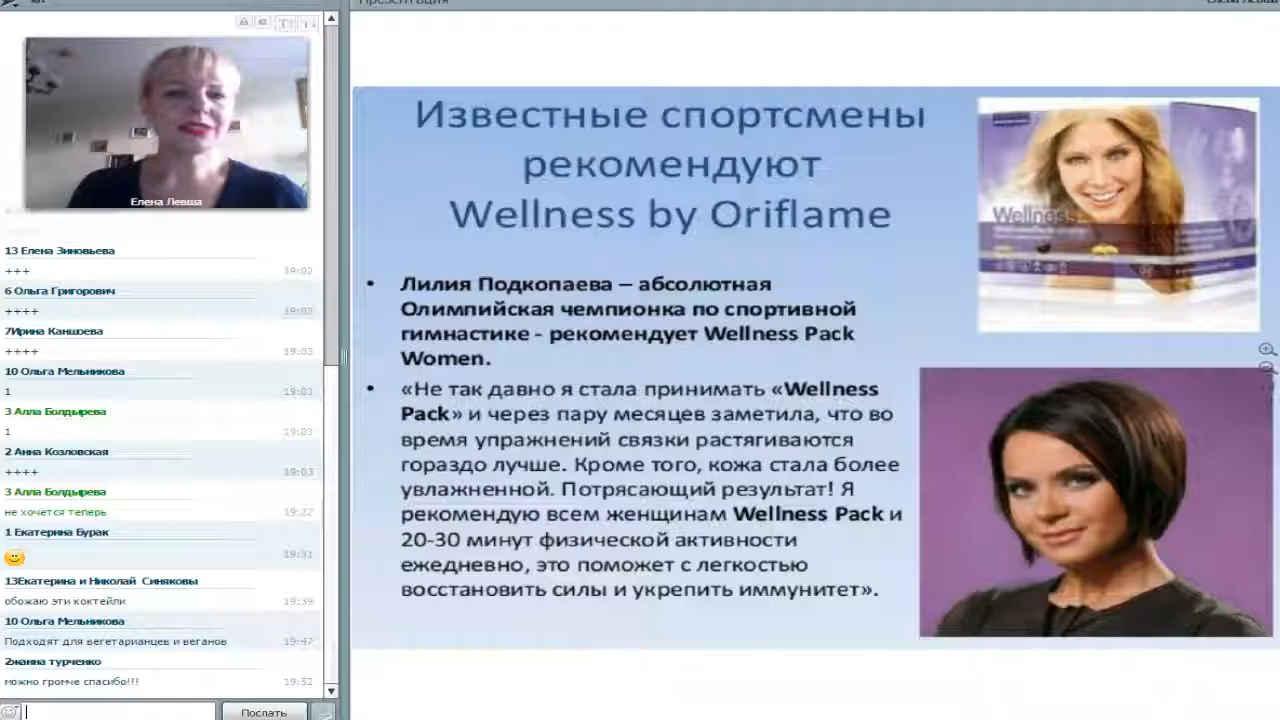 Презентация
Елена Левша
13 Елена Зиновьева
+++
19:02
6 Ольга Григорович
++++
19:03
7Ирина Каншоева
++++
19:03
10 Ольга Мельникова
1
19:03
3 Алла Болдырева
1
19:03
2 Анна Козловская
++++
19:03
3 Алла Болдырева
не хочется теперь
19:22
1 Екатерина Бурак
19:31
13Екатерина и Николай Синяковы
обожаю эти коктейли
19:39
10 Ольга Мельникова
Подходят для вегетарианцев и веганов
19:47
2жанна турченко
можно громче спасибо!!!
19:52
Послать
Известные спортсмены
рекомендуют
Wellness by Oriflame
• Лилия Подкопаева – абсолютная
Олимпийская чемпионка по спортивной
гимнастике - рекомендует Wellness Pack
Women.
• «Не так давно я стала принимать «Wellness
Pack» и через пару месяцев заметила, что во
время упражнений связки растягиваются
гораздо лучше. Кроме того, кожа стала более
увлажненной. Потрясающий результат! Я
рекомендую всем женщинам Wellness Pack и
20-30 минут физической активности
ежедневно, это поможет с легкостью
восстановить силы и укрепить иммунитет».
Wellness